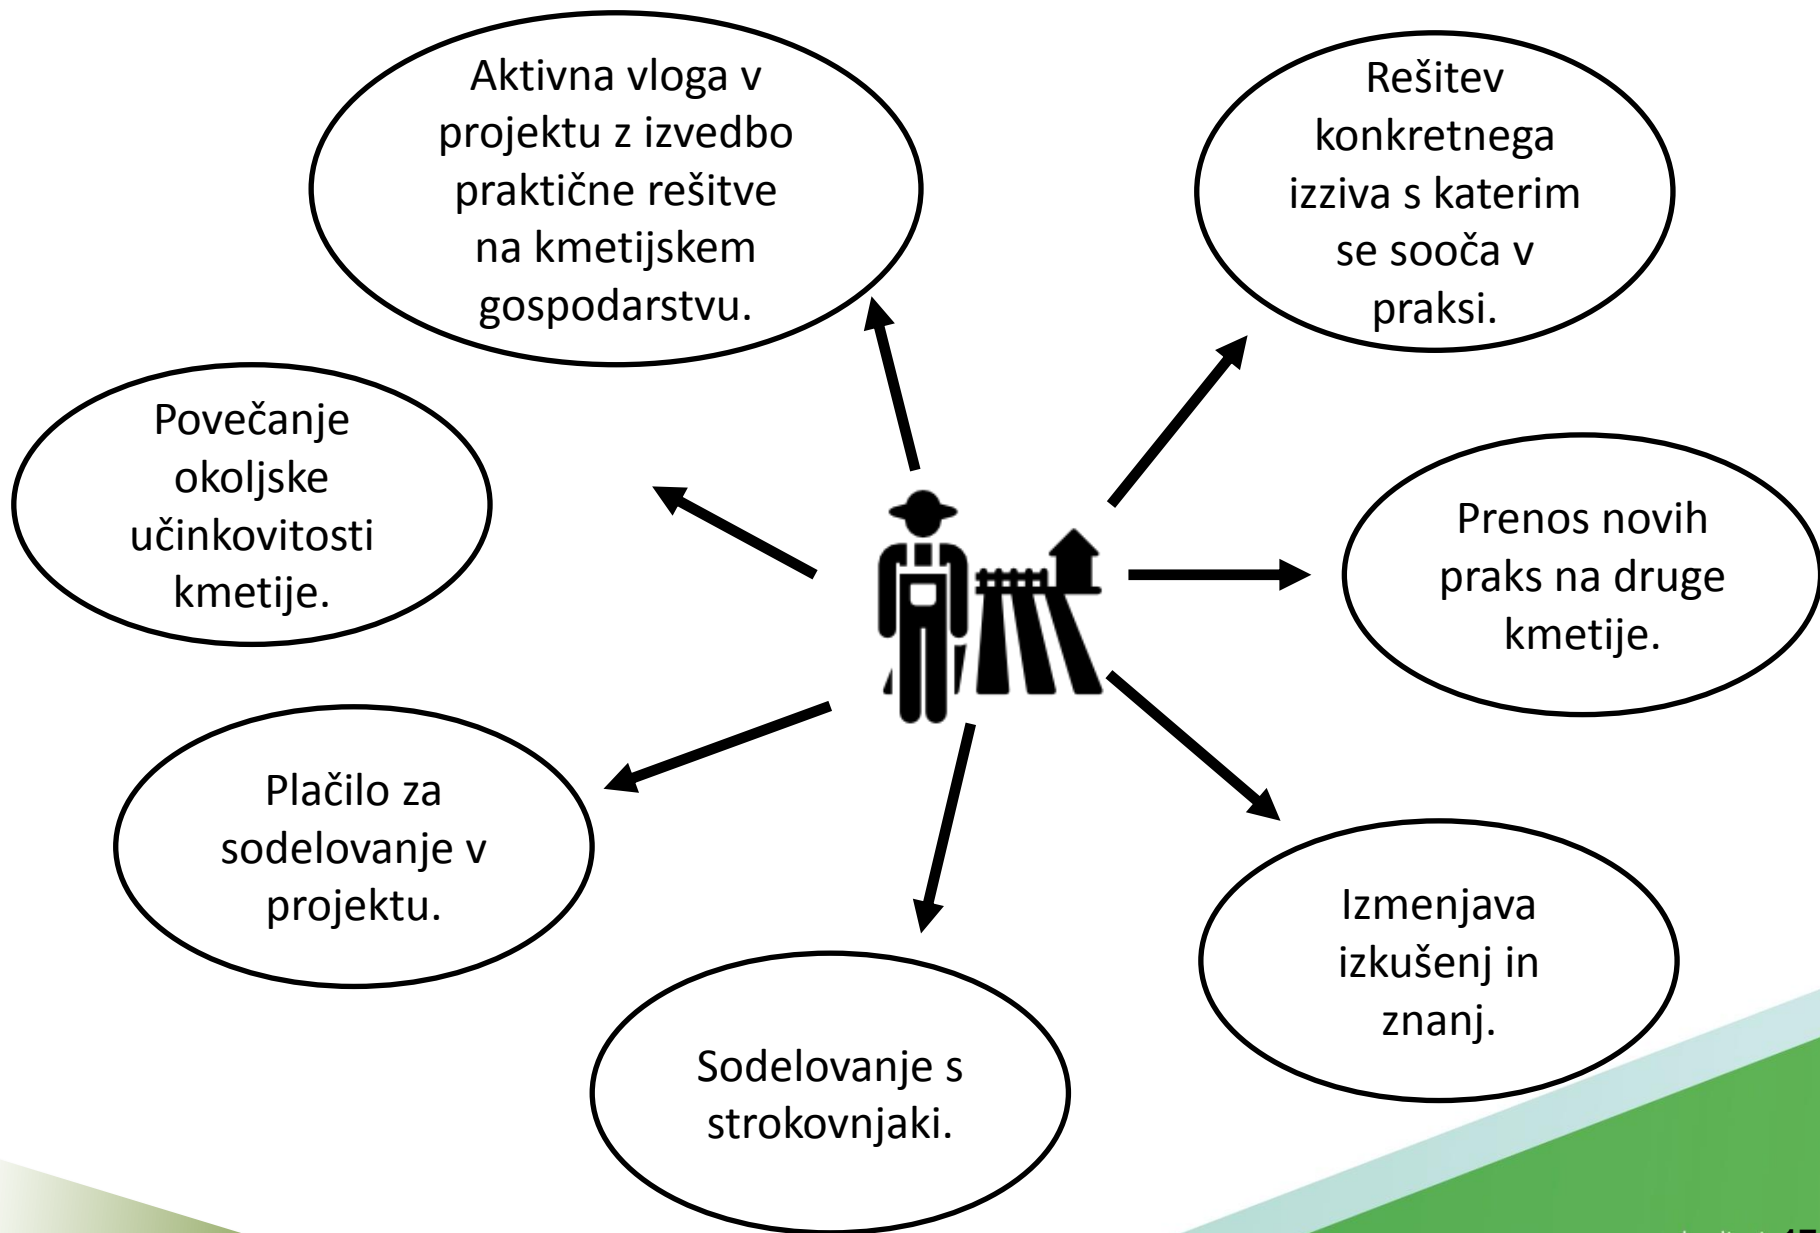 Aktivna vloga v
projektu z izvedbo
praktične rešitve
na kmetijskem
gospodarstvu.
Rešitev
konkretnega
izziva s katerim
se sooča v
praksi.
Povečanje
okoljske
učinkovitosti
kmetije.
Prenos novih
praks na druge
kmetije.
Plačilo za
sodelovanje v
projektu.
Izmenjava
izkušenj in
znanj.
Sodelovanje s
strokovnjaki.